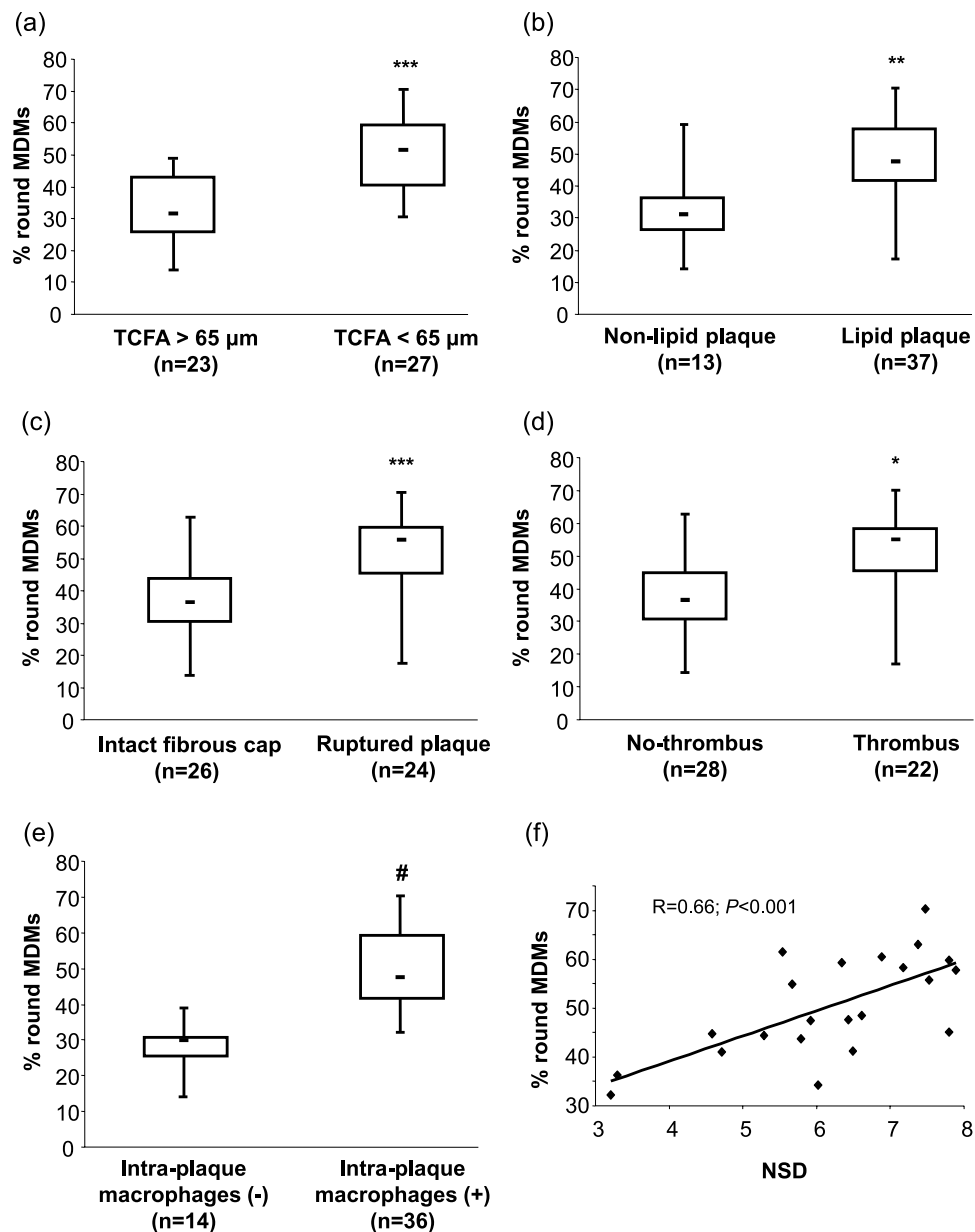 (a)
80
70
60
50
40
30
20
10
0
% round MDMs
***
TCFA > 65 µm
(n=23)
TCFA < 65 µm
(n=27)
(b)
80
70
60
50
40
30
20
10
0
% round MDMs
**
Non-lipid plaque
(n=13)
Lipid plaque
(n=37)
(c)
80
70
60
50
40
30
20
10
0
% round MDMs
***
Intact fibrous cap
(n=26)
Ruptured plaque
(n=24)
(d)
80
70
60
50
40
30
20
10
0
% round MDMs
*
No-thrombus
(n=28)
Thrombus
(n=22)
(e)
80
70
60
50
40
30
20
10
0
% round MDMs
#
Intra-plaque
macrophages (-)
(n=14)
Intra-plaque
macrophages (+)
(n=36)
(f)
R=0.66; P<0.001
70
60
50
40
30
% round MDMs
3 4 5 6 7 8
NSD